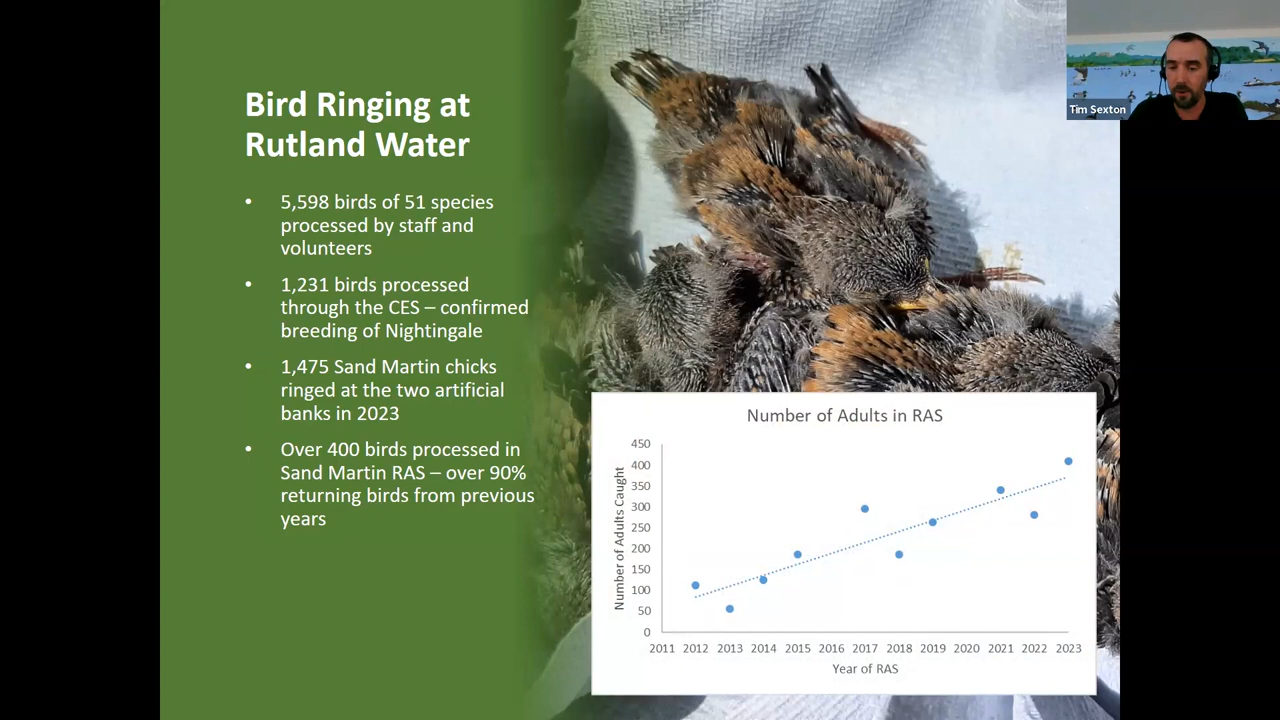 Bird Ringing at
Rutland Water
• 5,598 birds of 51 species
processed by staff and
volunteers
• 1,231 birds processed
through the CES – confirmed
breeding of Nightingale
• 1,475 Sand Martin chicks
ringed at the two artificial
banks in 2023
• Over 400 birds processed in
Sand Martin RAS – over 90%
returning birds from previous
years
Tim Sexton
Number of Adults in RAS
Number of Adults Caught
450
400
350
300
250
200
150
100
50
0
2011 2012 2013 2014 2015 2016 2017 2018 2019 2020 2021 2022 2023
Year of RAS